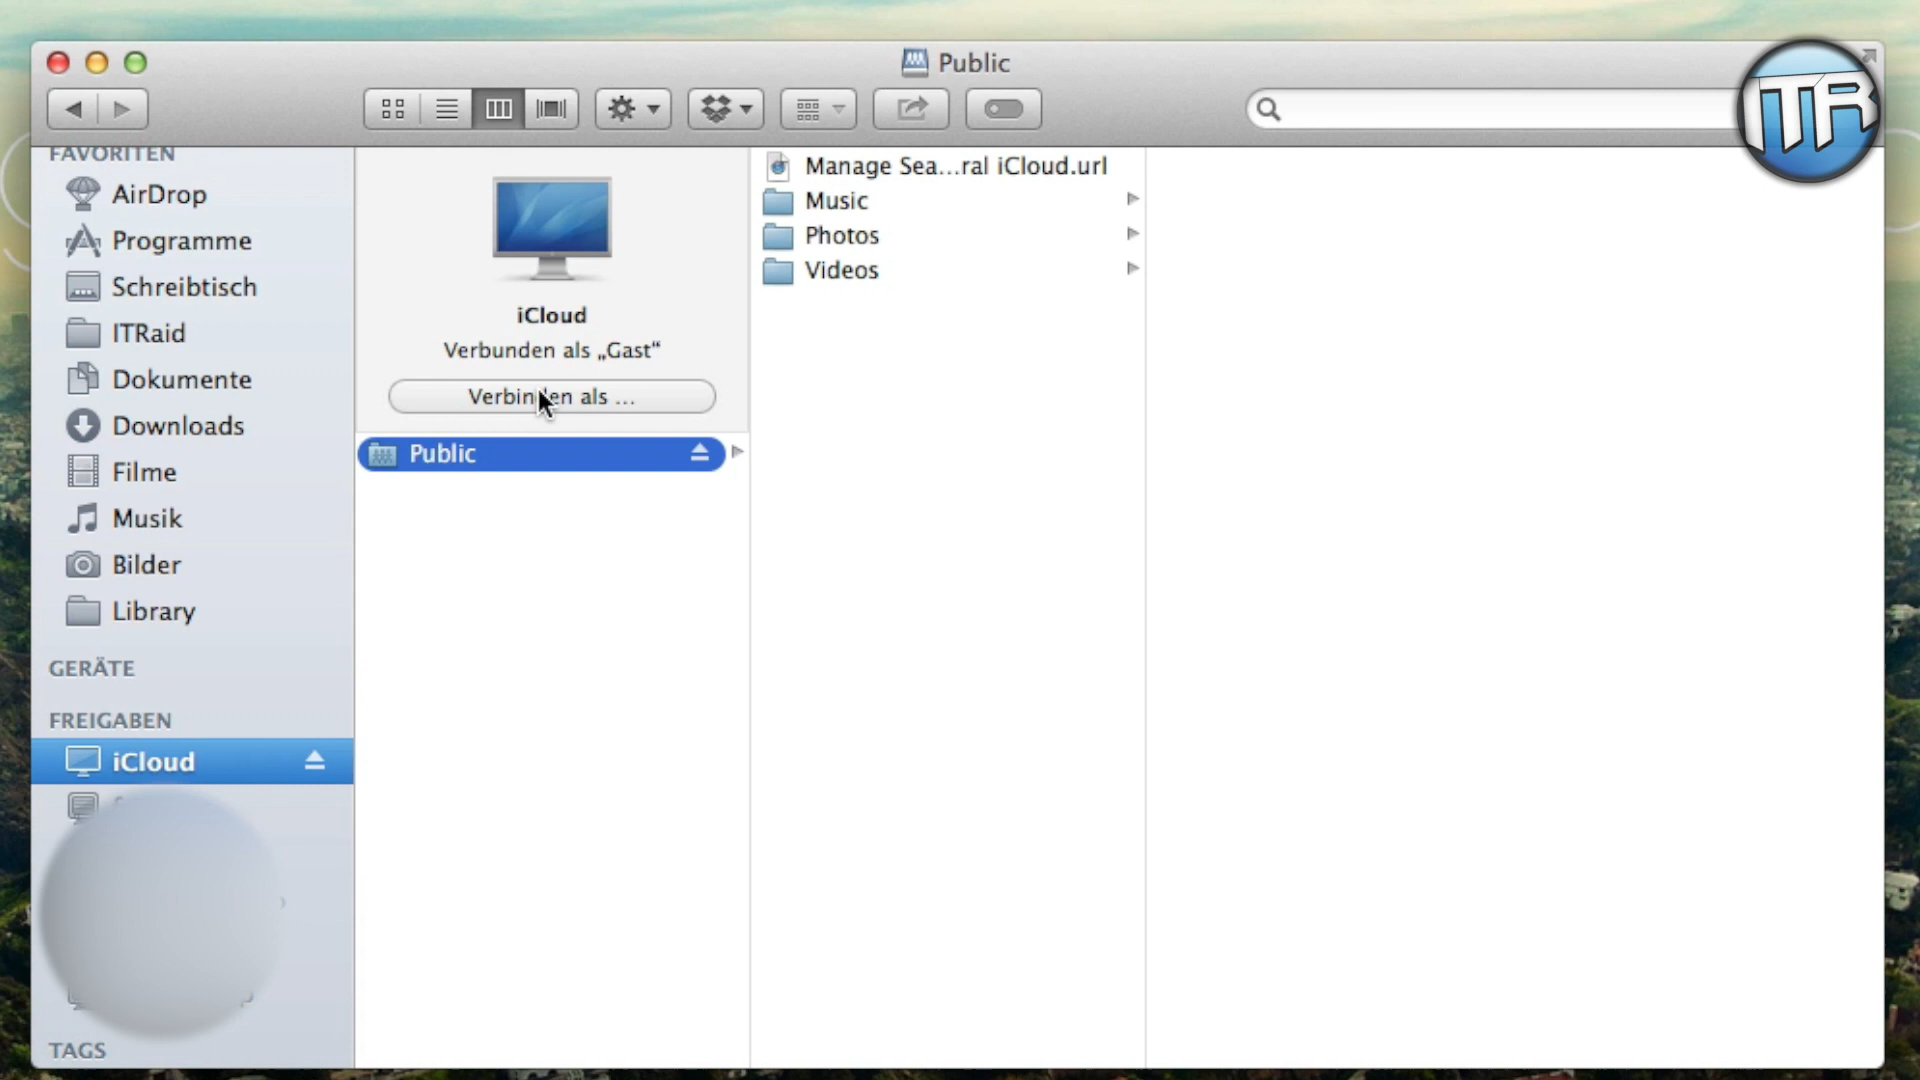 Public
ITR
FAVORITEN
AirDrop
Programme
Schreibtisch
ITRaid
Dokumente
Downloads
Filme
Musik
Bilder
Library
GERÄTE
FREIGABEN
iCloud
TAGS
iCloud
Verbunden als „Gast“
Verbinden als ...
Public
Manage Sea...ral iCloud.url
Music
Photos
Videos